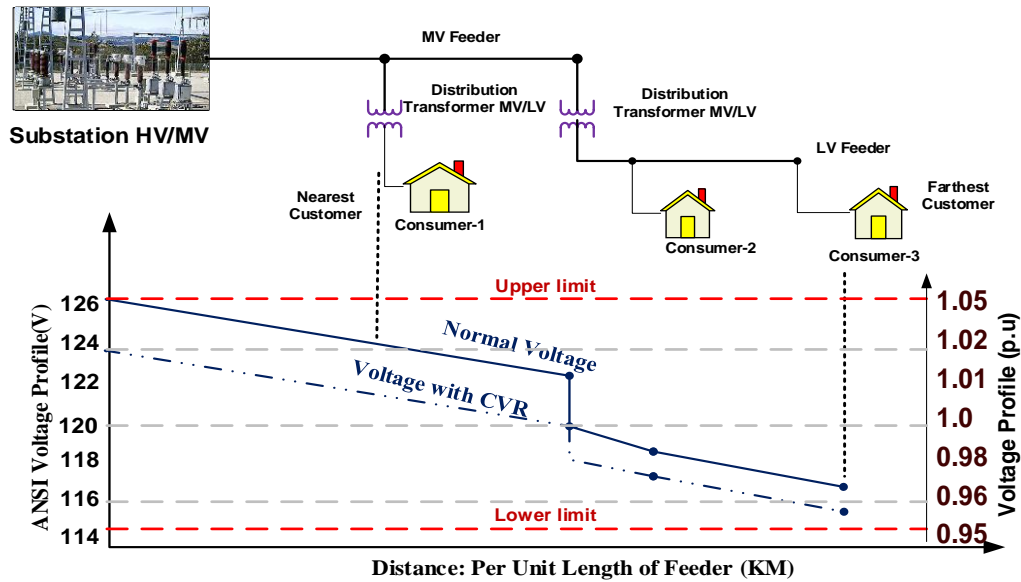 MV Feeder
Distribution
Transformer MV/LV
Distribution
Transformer MV/LV
Substation HV/MV
LV Feeder
Nearest
Customer
Farthest
Customer
Consumer-1
Consumer-2
Consumer-3
Upper limit
126
124
122
120
118
116
114
ANSI Voltage Profile(V)
Normal Voltage
Voltage with CVR
1.05
1.02
1.01
1.0
0.98
0.96
0.95
Voltage Profile (p.u)
Lower limit
Distance: Per Unit Length of Feeder (KM)